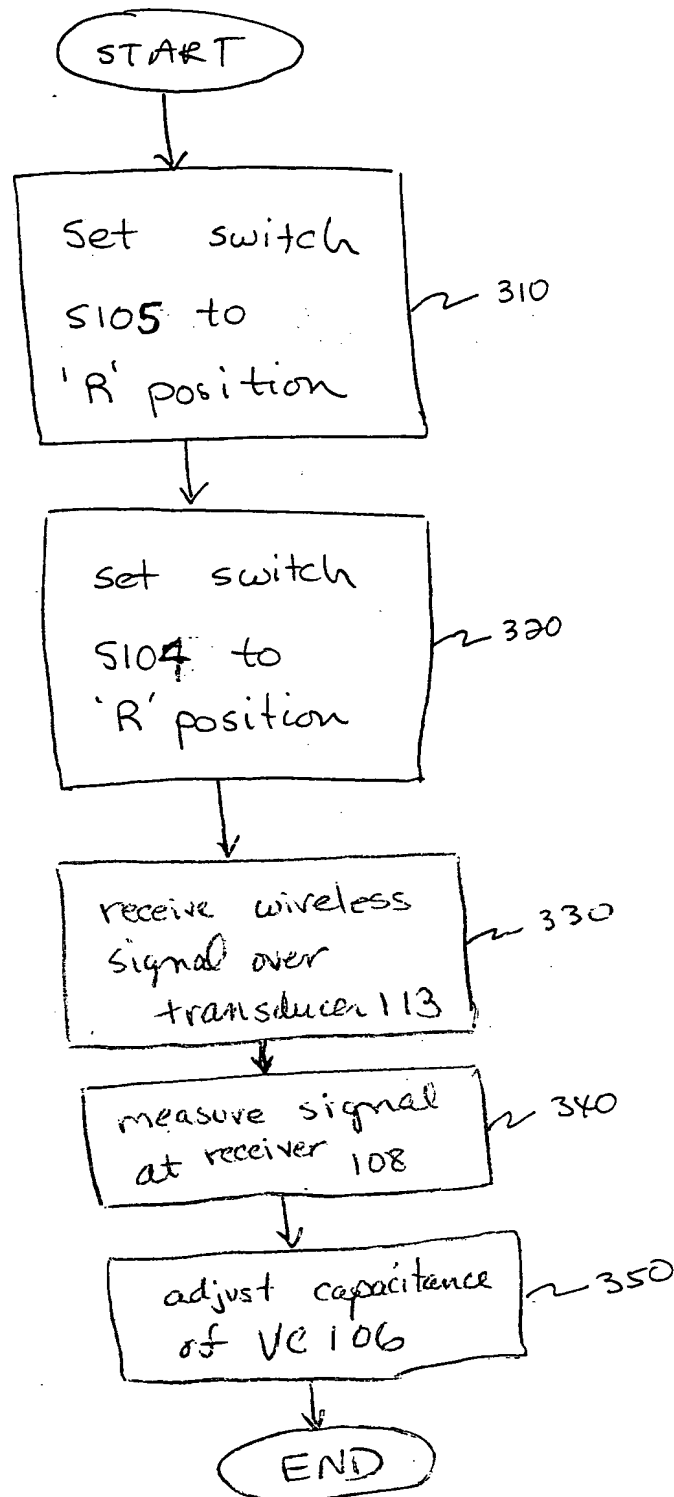 START
Set switch
S105 to
'R' position
310
set switch
S104 to
'R' position
320
receive wireless
signal over
transducer 113
330
measure signal
at receiver 108
340
adjust capacitance
of VC 106
350
END